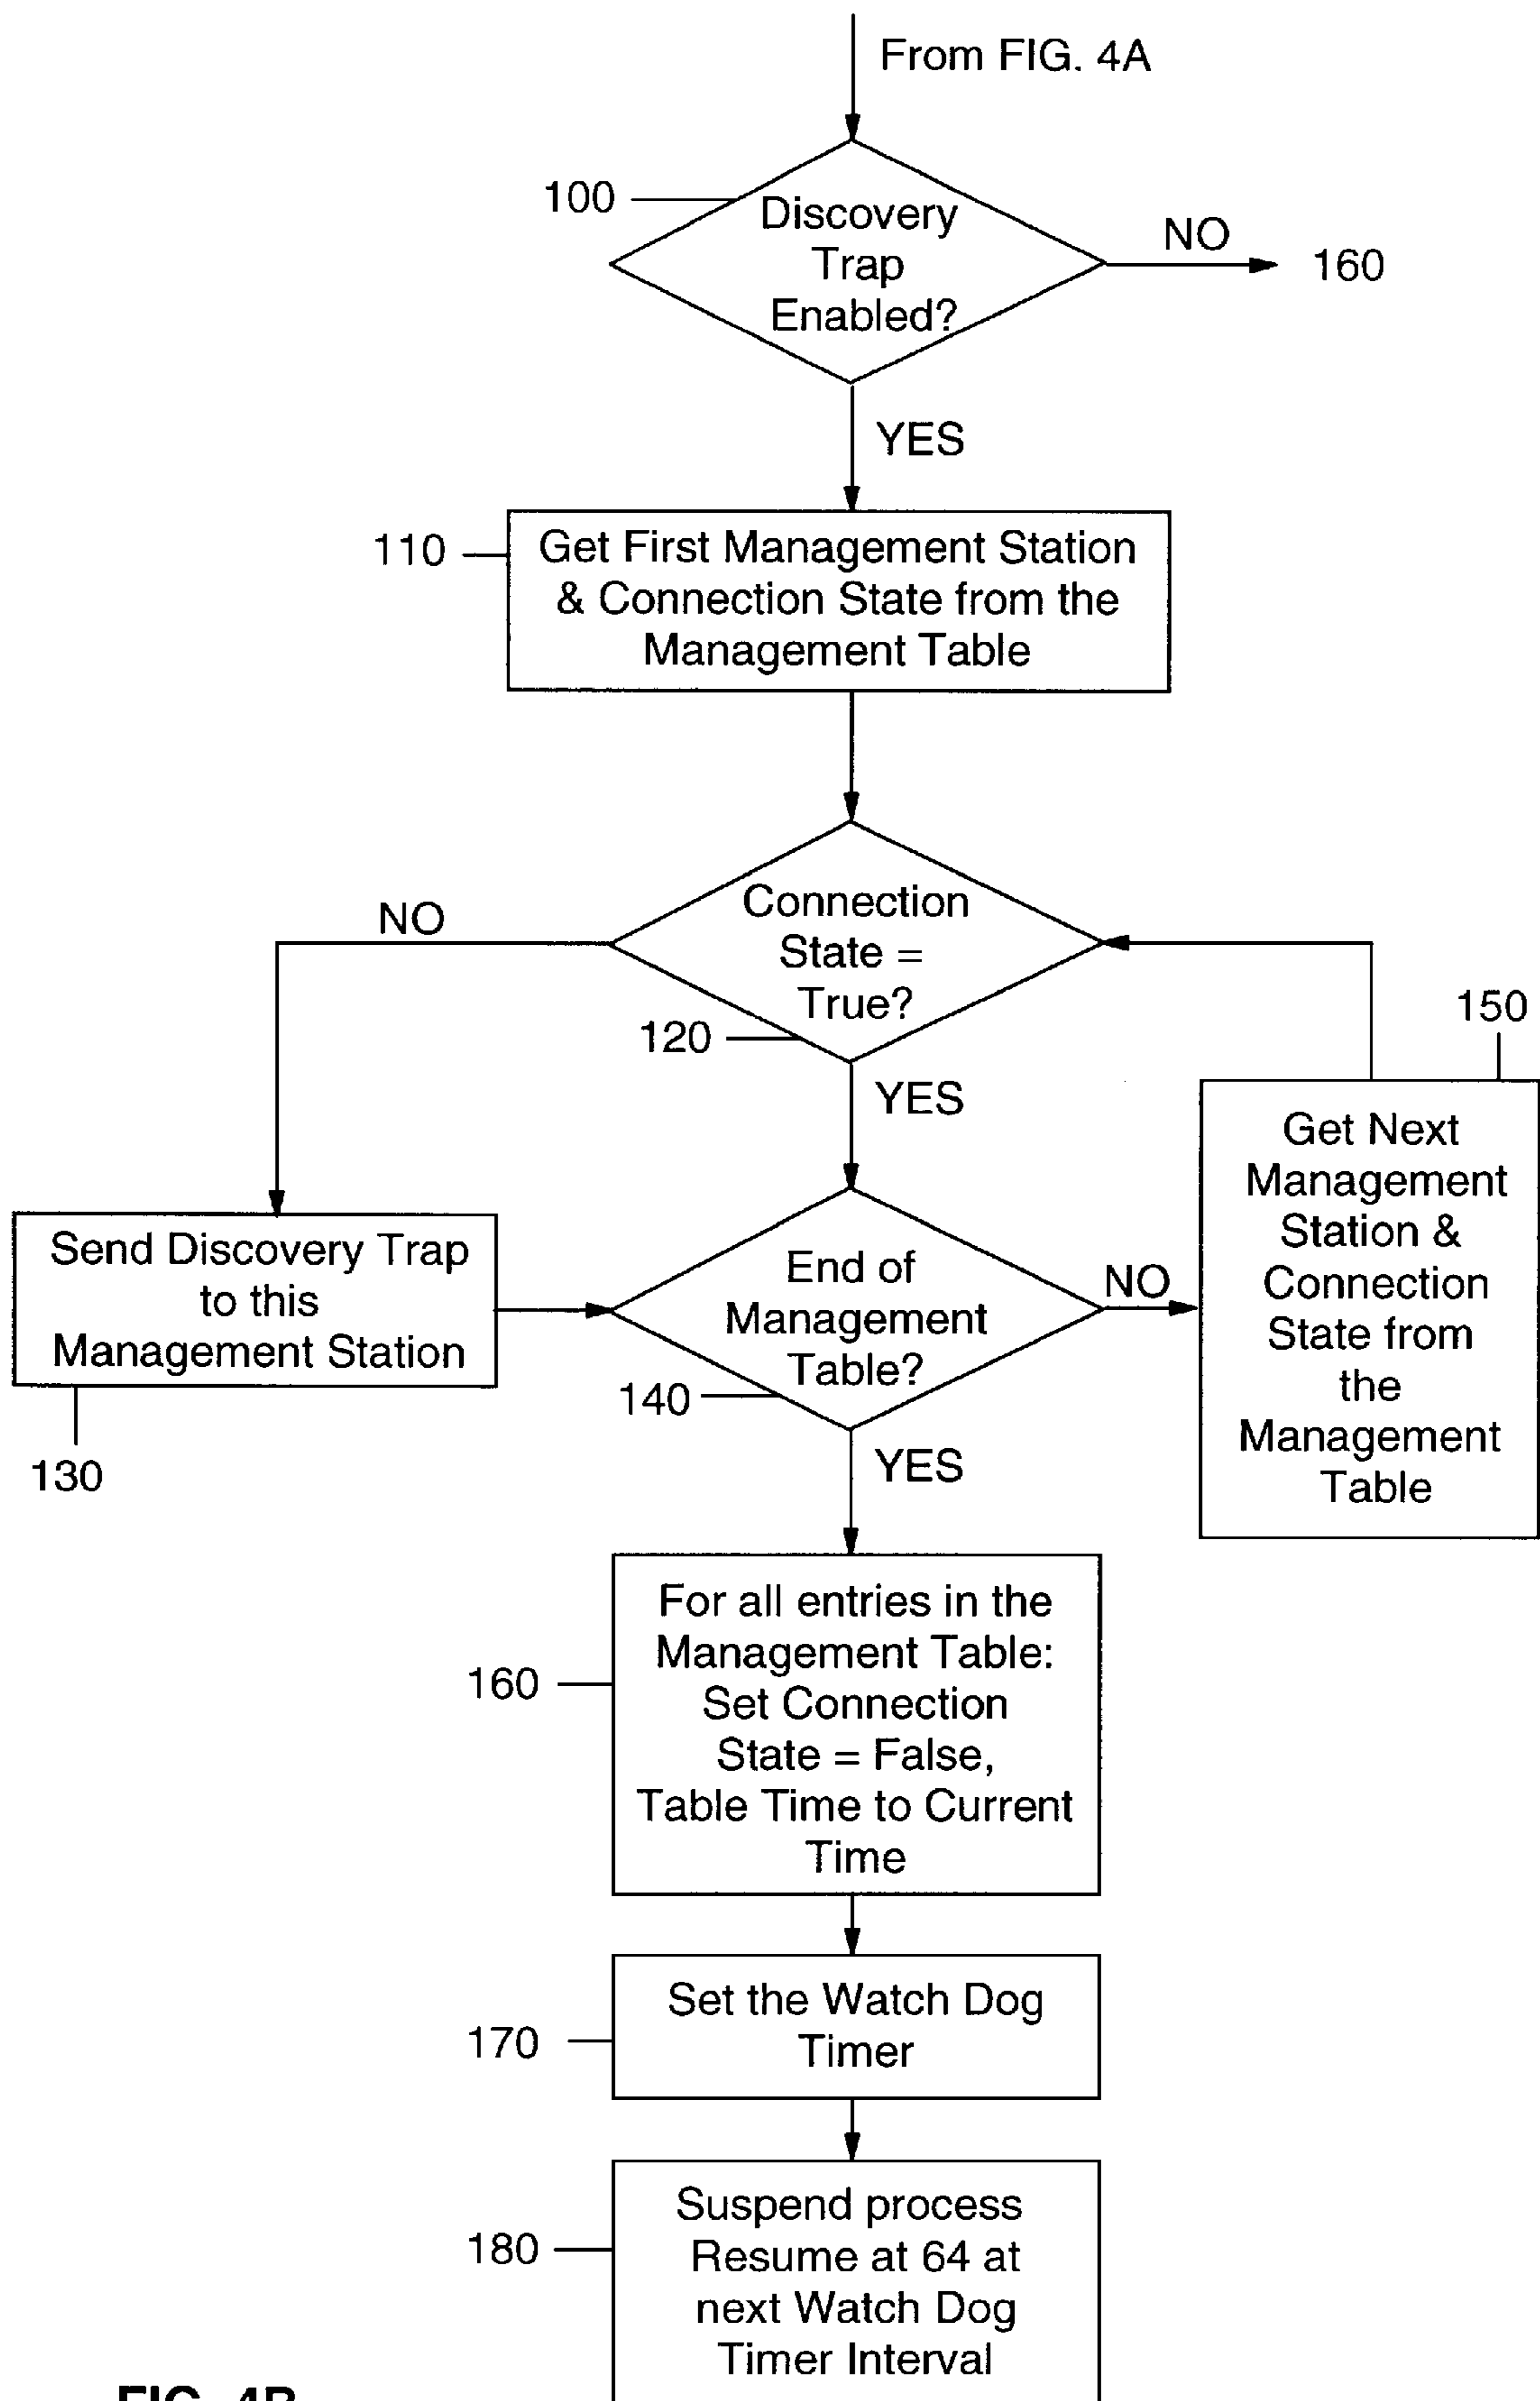 From FIG. 4A
100
Discovery
Trap
Enabled?
NO
160
YES
110
Get First Management Station
& Connection State from the
Management Table
NO
Connection
State =
True?
120
YES
150
Get Next
Management
Station &
Connection
State from
the
Management
Table
Send Discovery Trap
to this
Management Station
130
End of
Management
Table?
140
NO
YES
160
For all entries in the
Management Table:
Set Connection
State = False,
Table Time to Current
Time
170
Set the Watch Dog
Timer
180
Suspend process
Resume at 64 at
next Watch Dog
Timer Interval
FIG. 4B